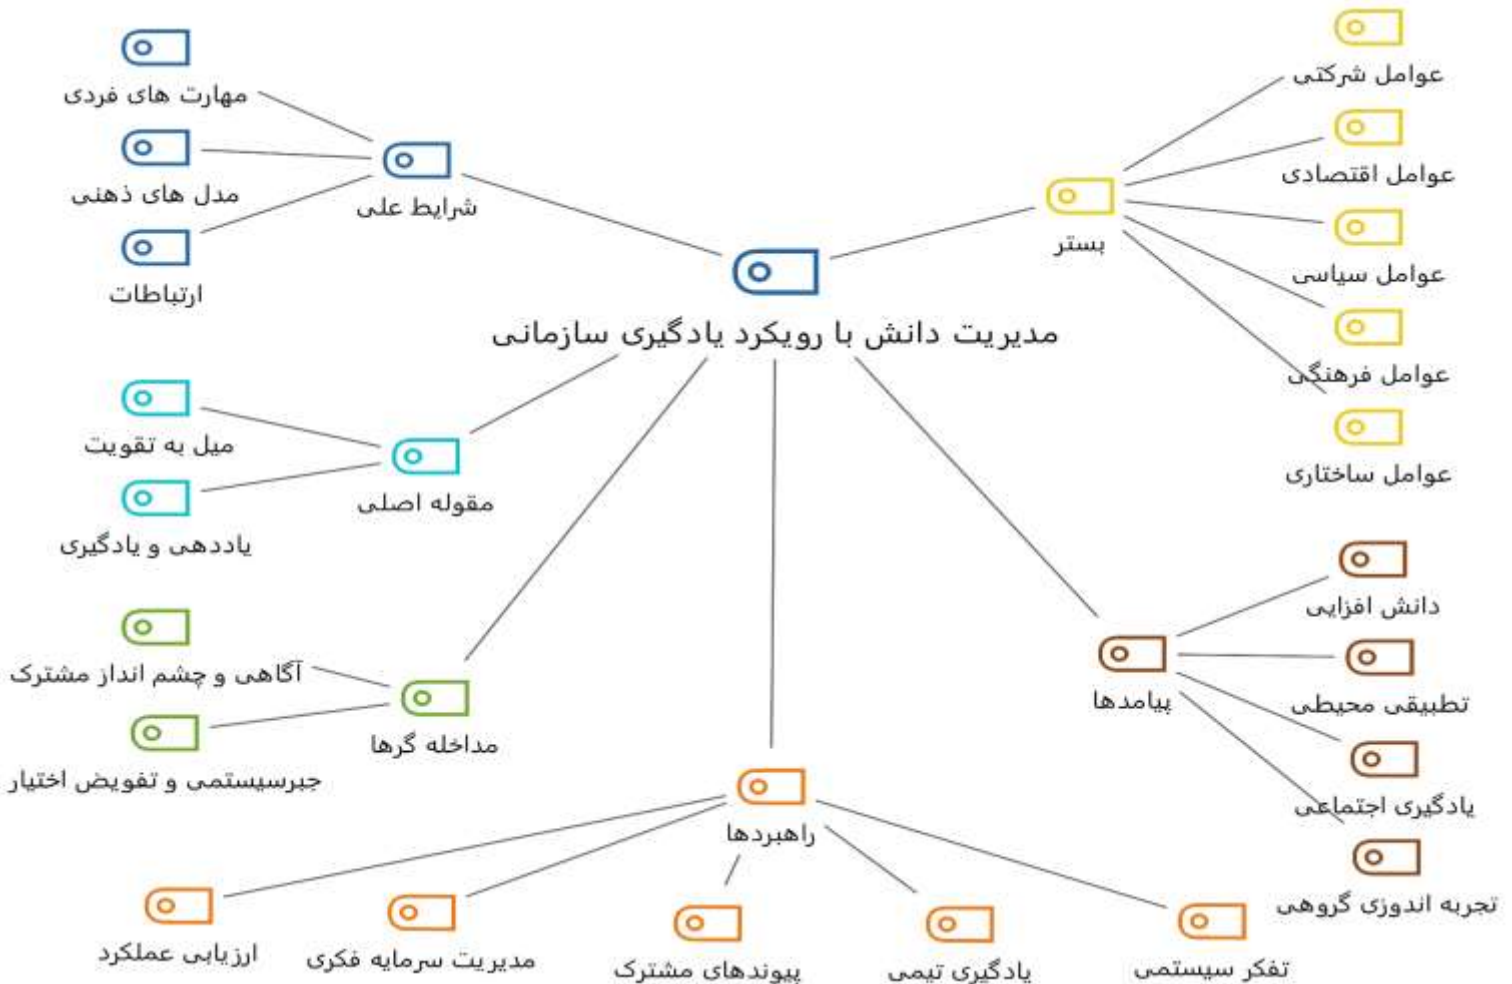 عوامل شرکتی
مهارت های فردی
عوامل اقتصادی
مدل های ذهنی
شرایط علی
بستر
عوامل سیاسی
ارتباطات
مدیریت دانش با رویکرد یادگیری سازمانی
عوامل فرهنگی
میل به تقویت
عوامل ساختاری
مقوله اصلی
یاددهی و یادگیری
دانش افزایی
آگاهی و چشم انداز مشترک
پیامدها
تطبیقی محیطی
مداخله گرها
جبرسیستمی و تفویض اختیار
یادگیری اجتماعی
راهبردها
تجربه اندوزی گروهی
ارزیابی عملکرد
مدیریت سرمایه فکری
پیوندهای مشترک
یادگیری تیمی
تفکر سیستمی